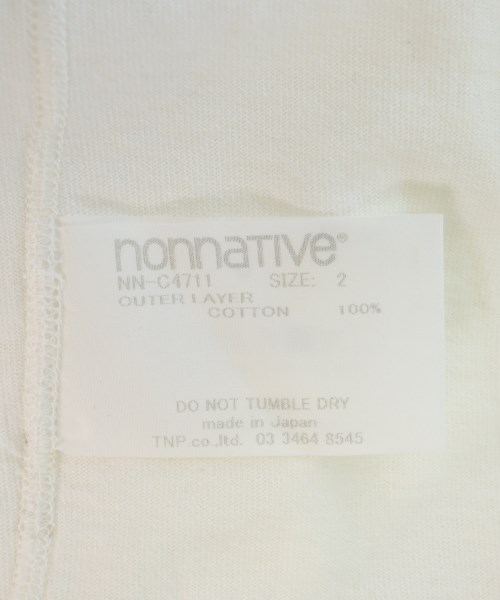 nonnative®
NN-C4711 SIZE: 2
OUTER LAYER
COTTON 100%
DO NOT TUMBLE DRY
made in Japan
TNP.co.,ltd. 03 3464 8545